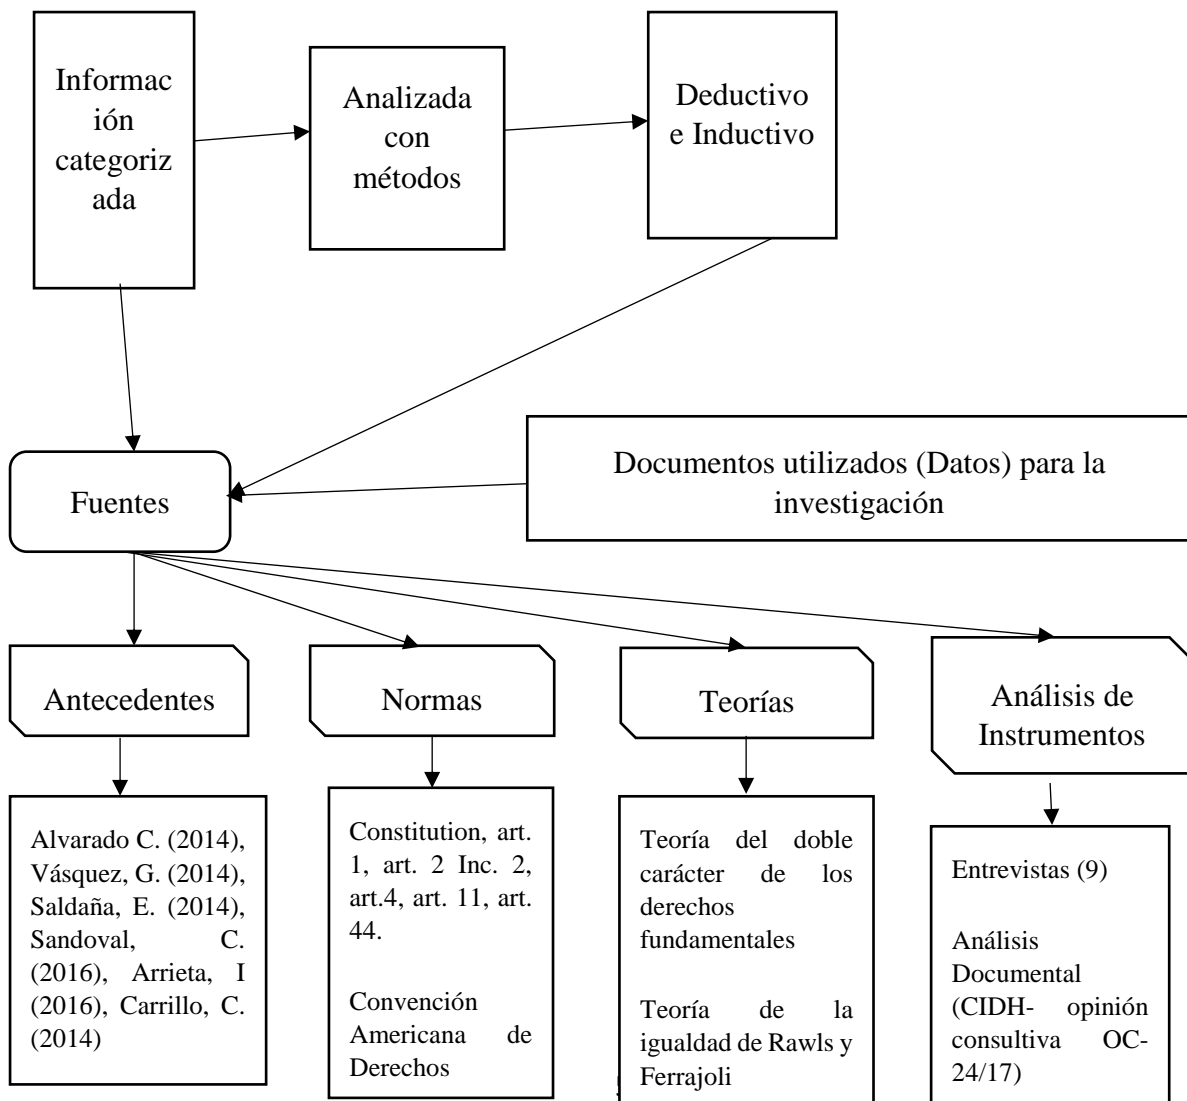 Informac
ión
categoriz
ada
Analizada
con
métodos
Deductivo
e Inductivo
Fuentes
Documentos utilizados (Datos) para la
investigación
Antecedentes
Normas
Teorías
Análisis de
Instrumentos
Alvarado C. (2014),
Vásquez, G. (2014),
Saldaña, E. (2014),
Sandoval, C.
(2016), Arrieta, I
(2016), Carrillo, C.
(2014)
Constitution, art.
1, art. 2 Inc. 2,
art.4, art. 11, art.
44.
Convención
Americana de
Derechos
Teoría del doble
carácter de los
derechos
fundamentales
Teoría de la
igualdad de Rawls y
Ferrajoli
Entrevistas (9)
Análisis
Documental
(CIDH- opinión
consultiva OC-
24/17)